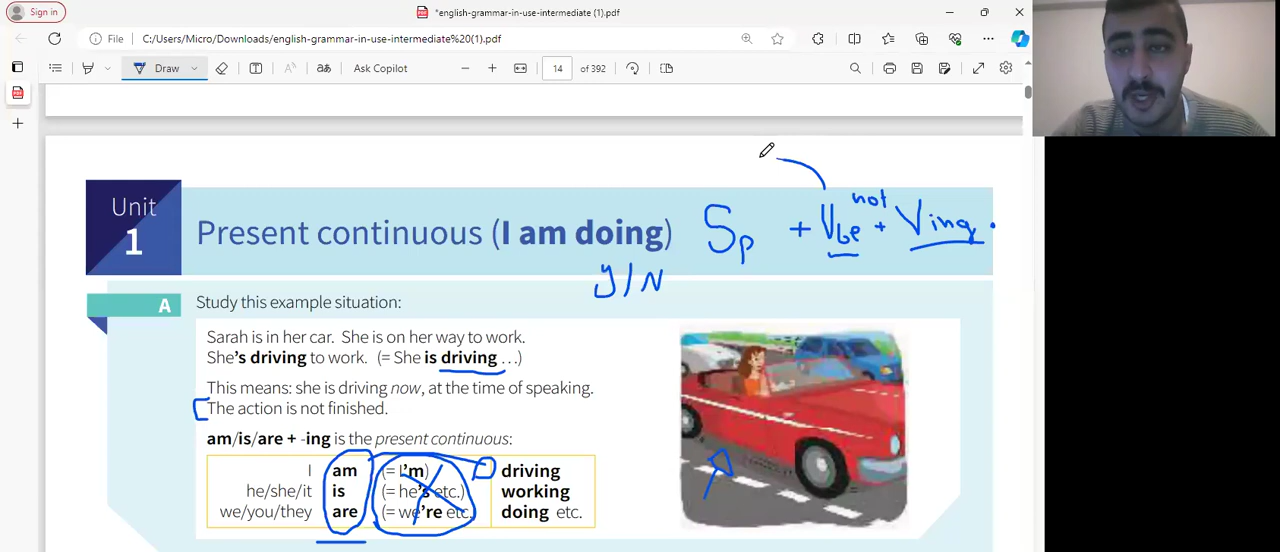 Sign in
*english-grammar-in-use-intermediate (1).pdf
File C:/Users/Micro/Downloads/english-grammar-in-use-intermediate%20(1).pdf
Draw Ask Copilot 14 of 392
Unit
1
Present continuous (I am doing) Sp + Vbe + Ving.
not
Y/N
A Study this example situation:
Sarah is in her car. She is on her way to work.
She's driving to work. (= She is driving …)
This means: she is driving now, at the time of speaking.
The action is not finished.
am/is/are + -ing is the present continuous:
I am (= I'm) driving
he/she/it is (= he's etc.) working
we/you/they are (= we're etc.) doing etc.